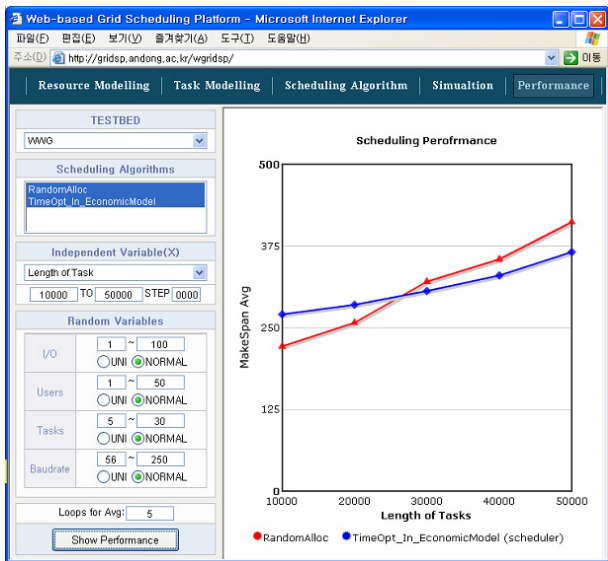 Web-based Grid Scheduling Platform - Microsoft Internet Explorer
파일(F) 편집(E) 보기(V) 즐겨찾기(A) 도구(T) 도움말(H)
주소(D) http://gridsp.andong.ac.kr/wgridsp/ 이동
Resource Modelling Task Modelling Scheduling Algorithm Simualtion Performance
TESTBED
WWG
Scheduling Algorithms
RandomAlloc
TimeOpt_In_EconomicModel
Independent Variable(X)
Length of Task
10000 TO 50000 STEP 0000
Random Variables
I/O 1 ~ 100
UNI NORMAL
Users 1 ~ 50
UNI NORMAL
Tasks 5 ~ 30
UNI NORMAL
Baudrate 56 ~ 250
UNI NORMAL
Loops for Avg: 5
Show Performance
Scheduling Perofrmance
500
375
250
125
0
MakeSpan Avg
10000 20000 30000 40000 50000
Length of Tasks
RandomAlloc TimeOpt_In_EconomicModel (scheduler)